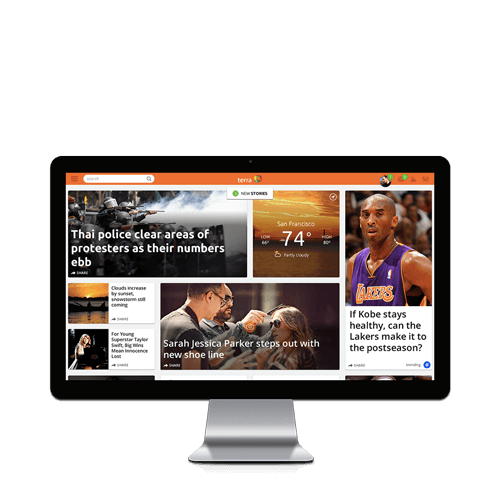 search
terra
NEW STORIES
Thai police clear areas of
protesters as their numbers
ebb
SHARE
San Francisco
LOW
66°
74°
HIGH
80°
Partly cloudy
Clouds increase
by sunset,
snowstorm still
coming
SHARE
For Young
Superstar Taylor
Swift, Big Wins
Mean Innocence
Lost
SHARE
Sarah Jessica Parker steps out with
new shoe line
SHARE
LAKERS
If Kobe stays
healthy, can the
Lakers make it to
the postseason?
SHARE
trending